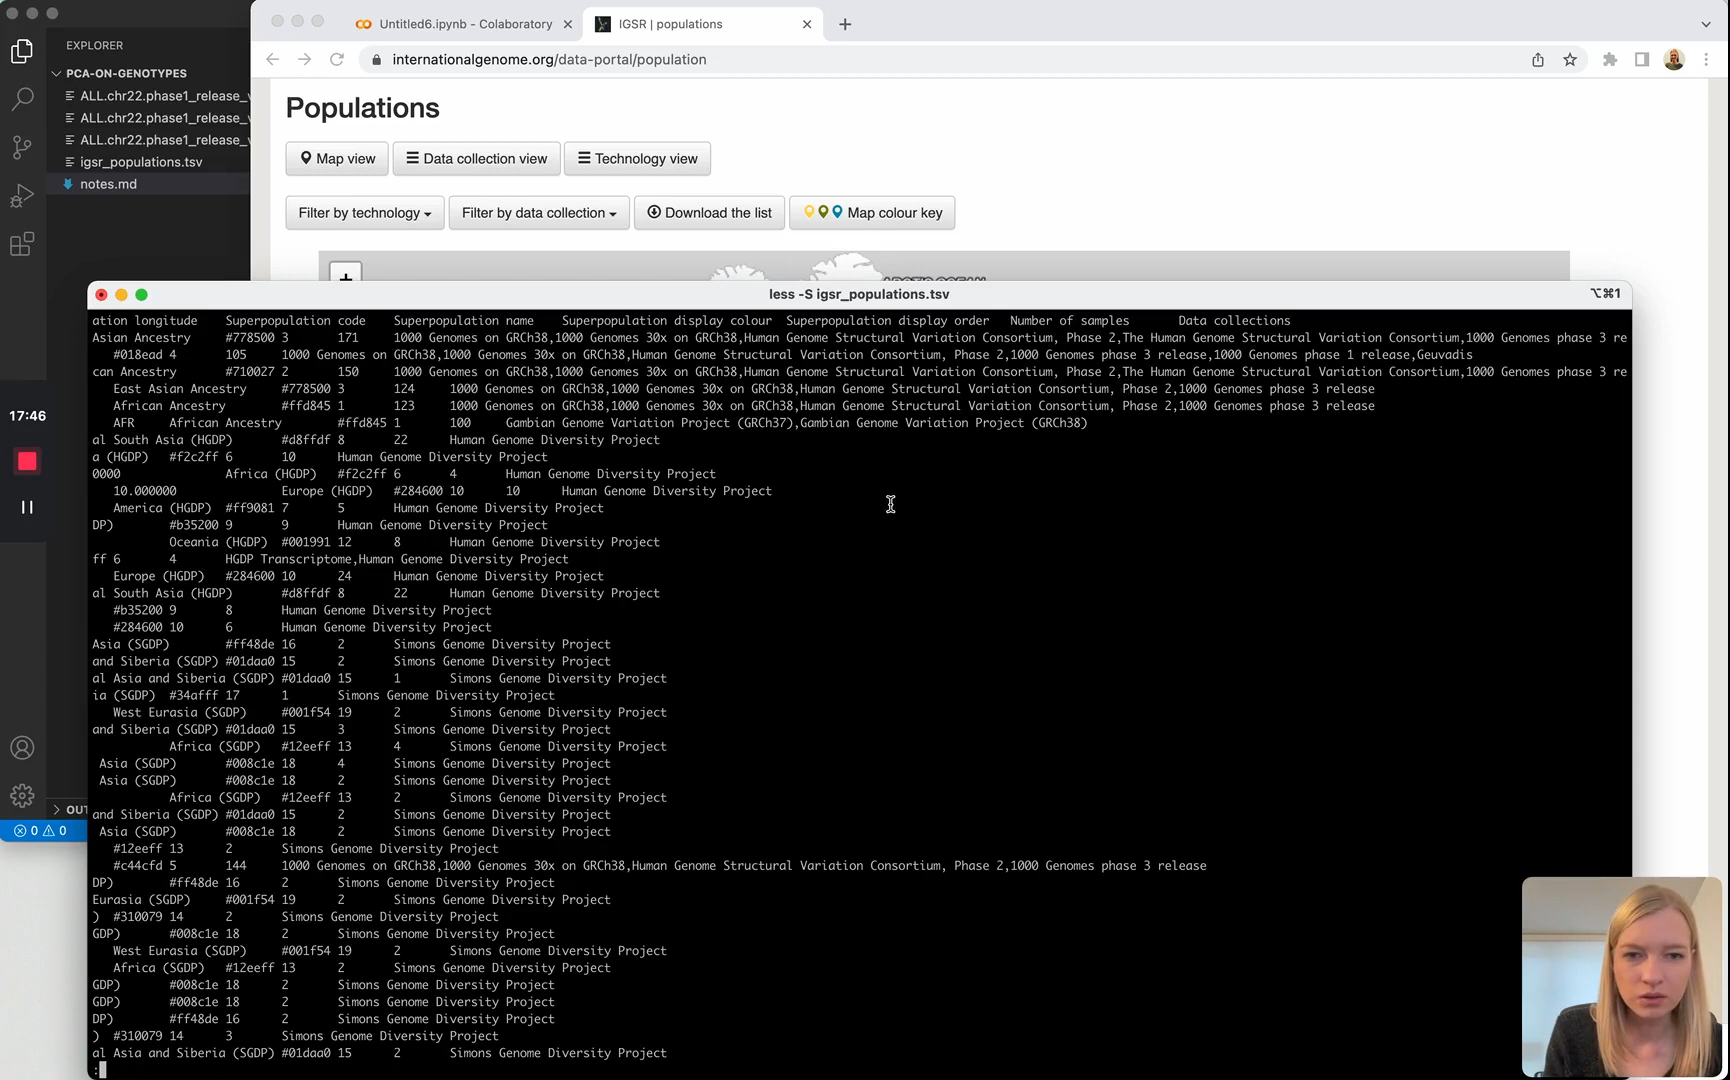 EXPLORER
PCA-ON-GENOTYPES
ALL.chr22.phase1_release_v
ALL.chr22.phase1_release_v
ALL.chr22.phase1_release_v
igsr_populations.tsv
notes.md
17:46
OUT
0 0
Untitled6.ipynb - Colaboratory
IGSR | populations
internationalgenome.org/data-portal/population
Populations
Map view Data collection view Technology view
Filter by technology Filter by data collection Download the list Map colour key
+
less -S igsr_populations.tsv ⌥⌘1
ation longitude Superpopulation code Superpopulation name Superpopulation display colour Superpopulation display order Number of samples Data collections
Asian Ancestry #778500 3 171 1000 Genomes on GRCh38,1000 Genomes 30x on GRCh38,Human Genome Structural Variation Consortium, Phase 2,The Human Genome Structural Variation Consortium,1000 Genomes phase 3 re
#018ead 4 105 1000 Genomes on GRCh38,1000 Genomes 30x on GRCh38,Human Genome Structural Variation Consortium, Phase 2,1000 Genomes phase 3 release,1000 Genomes phase 1 release,Geuvadis
can Ancestry #710027 2 150 1000 Genomes on GRCh38,1000 Genomes 30x on GRCh38,Human Genome Structural Variation Consortium, Phase 2,The Human Genome Structural Variation Consortium,1000 Genomes phase 3 re
East Asian Ancestry #778500 3 124 1000 Genomes on GRCh38,1000 Genomes 30x on GRCh38,Human Genome Structural Variation Consortium, Phase 2,1000 Genomes phase 3 release
African Ancestry #ffd845 1 123 1000 Genomes on GRCh38,1000 Genomes 30x on GRCh38,Human Genome Structural Variation Consortium, Phase 2,1000 Genomes phase 3 release
AFR African Ancestry #ffd845 1 100 Gambian Genome Variation Project (GRCh37),Gambian Genome Variation Project (GRCh38)
al South Asia (HGDP) #d8ffdf 8 22 Human Genome Diversity Project
a (HGDP) #f2c2ff 6 10 Human Genome Diversity Project
0000 Africa (HGDP) #f2c2ff 6 4 Human Genome Diversity Project
10.000000 Europe (HGDP) #284600 10 10 Human Genome Diversity Project
America (HGDP) #ff9081 7 5 Human Genome Diversity Project
DP) #b35200 9 9 Human Genome Diversity Project
Oceania (HGDP) #001991 12 8 Human Genome Diversity Project
ff 6 4 HGDP Transcriptome,Human Genome Diversity Project
Europe (HGDP) #284600 10 24 Human Genome Diversity Project
al South Asia (HGDP) #d8ffdf 8 22 Human Genome Diversity Project
#b35200 9 8 Human Genome Diversity Project
#284600 10 6 Human Genome Diversity Project
Asia (SGDP) #ff48de 16 2 Simons Genome Diversity Project
and Siberia (SGDP) #01daa0 15 2 Simons Genome Diversity Project
al Asia and Siberia (SGDP) #01daa0 15 1 Simons Genome Diversity Project
ia (SGDP) #34afff 17 1 Simons Genome Diversity Project
West Eurasia (SGDP) #001f54 19 2 Simons Genome Diversity Project
and Siberia (SGDP) #01daa0 15 3 Simons Genome Diversity Project
Africa (SGDP) #12eeff 13 4 Simons Genome Diversity Project
Asia (SGDP) #008c1e 18 4 Simons Genome Diversity Project
Asia (SGDP) #008c1e 18 2 Simons Genome Diversity Project
Africa (SGDP) #12eeff 13 2 Simons Genome Diversity Project
and Siberia (SGDP) #01daa0 15 2 Simons Genome Diversity Project
Asia (SGDP) #008c1e 18 2 Simons Genome Diversity Project
#12eeff 13 2 Simons Genome Diversity Project
#c44cfd 5 144 1000 Genomes on GRCh38,1000 Genomes 30x on GRCh38,Human Genome Structural Variation Consortium, Phase 2,1000 Genomes phase 3 release
DP) #ff48de 16 2 Simons Genome Diversity Project
Eurasia (SGDP) #001f54 19 2 Simons Genome Diversity Project
) #310079 14 2 Simons Genome Diversity Project
GDP) #008c1e 18 2 Simons Genome Diversity Project
West Eurasia (SGDP) #001f54 19 2 Simons Genome Diversity Project
Africa (SGDP) #12eeff 13 2 Simons Genome Diversity Project
GDP) #008c1e 18 2 Simons Genome Diversity Project
GDP) #008c1e 18 2 Simons Genome Diversity Project
DP) #ff48de 16 2 Simons Genome Diversity Project
) #310079 14 3 Simons Genome Diversity Project
al Asia and Siberia (SGDP) #01daa0 15 2 Simons Genome Diversity Project
: